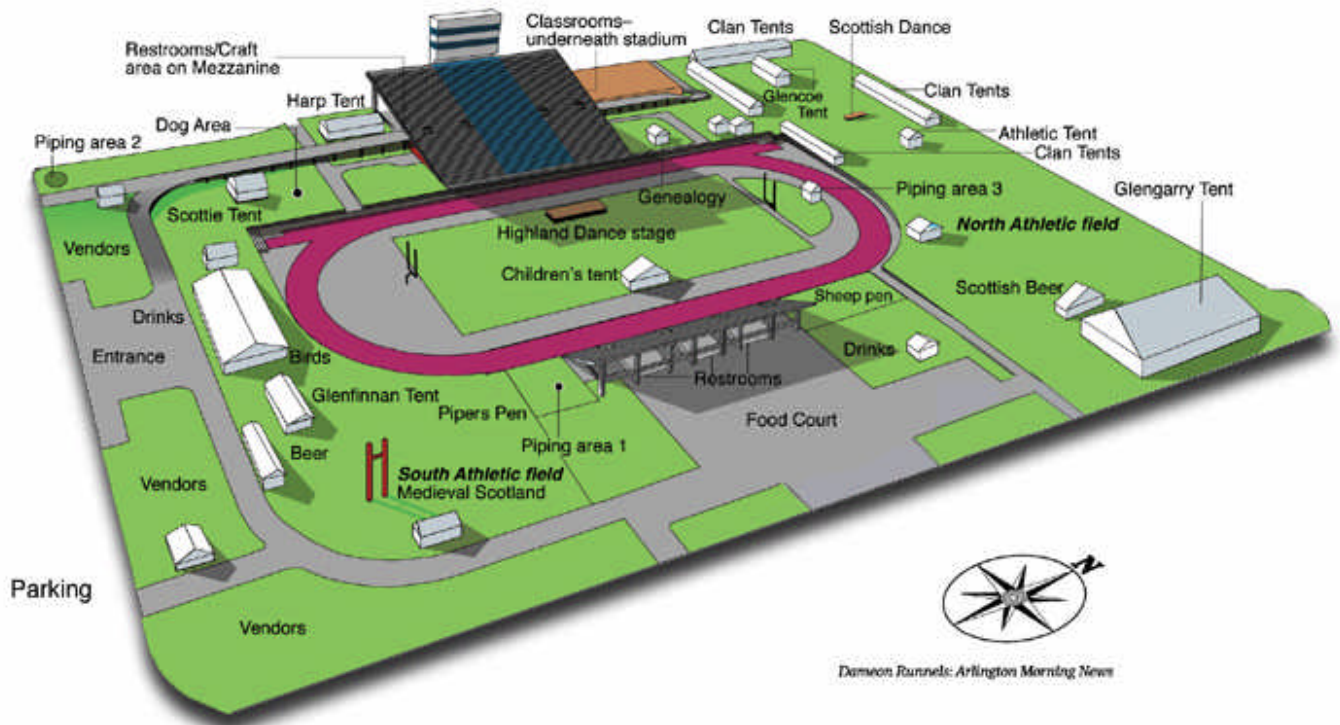 Restrooms/Craft
area on Mezzanine
Classrooms–
underneath stadium
Clan Tents
Scottish Dance
Harp Tent
Glencoe
Tent
Clan Tents
Dog Area
Athletic Tent
Piping area 2
Clan Tents
Scottie Tent
Genealogy
Piping area 3
Glengarry Tent
Vendors
Highland Dance stage
North Athletic field
Children's tent
Scottish Beer
Sheep pen
Drinks
Entrance
Birds
Drinks
Restrooms
Glenfinnan Tent
Pipers Pen
Food Court
Beer
Piping area 1
South Athletic field
Medieval Scotland
Vendors
Parking
N
Vendors
Dameon Runnels: Arlington Morning News